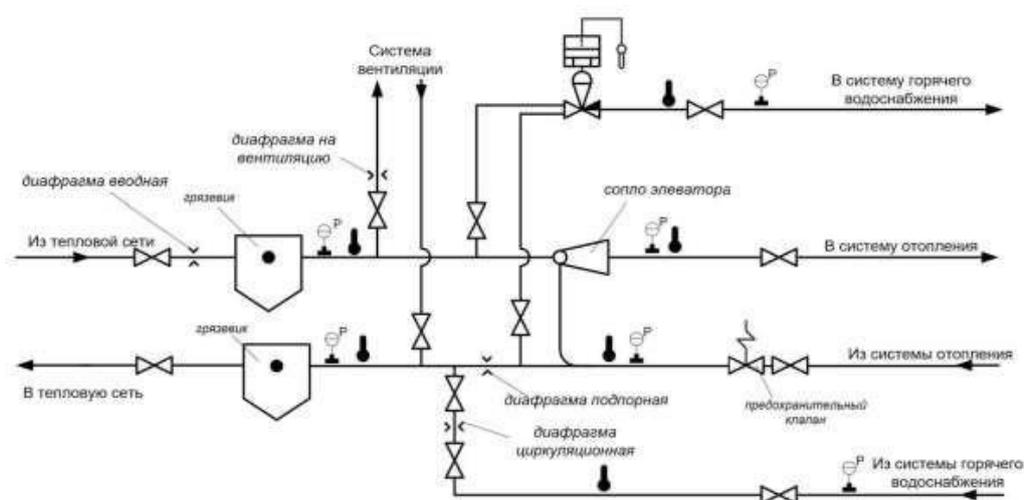 Система
вентиляции
P
В систему горячего
водоснабжения
диафрагма на
вентиляцию
диафрагма вводная
грязевик
сопло элеватора
P
P
Из тепловой сети
В систему отопления
грязевик
P
P
Из системы отопления
В тепловую сеть
диафрагма подпорная
предохранительный
клапан
диафрагма
циркуляционная
P
Из системы горячего
водоснабжения